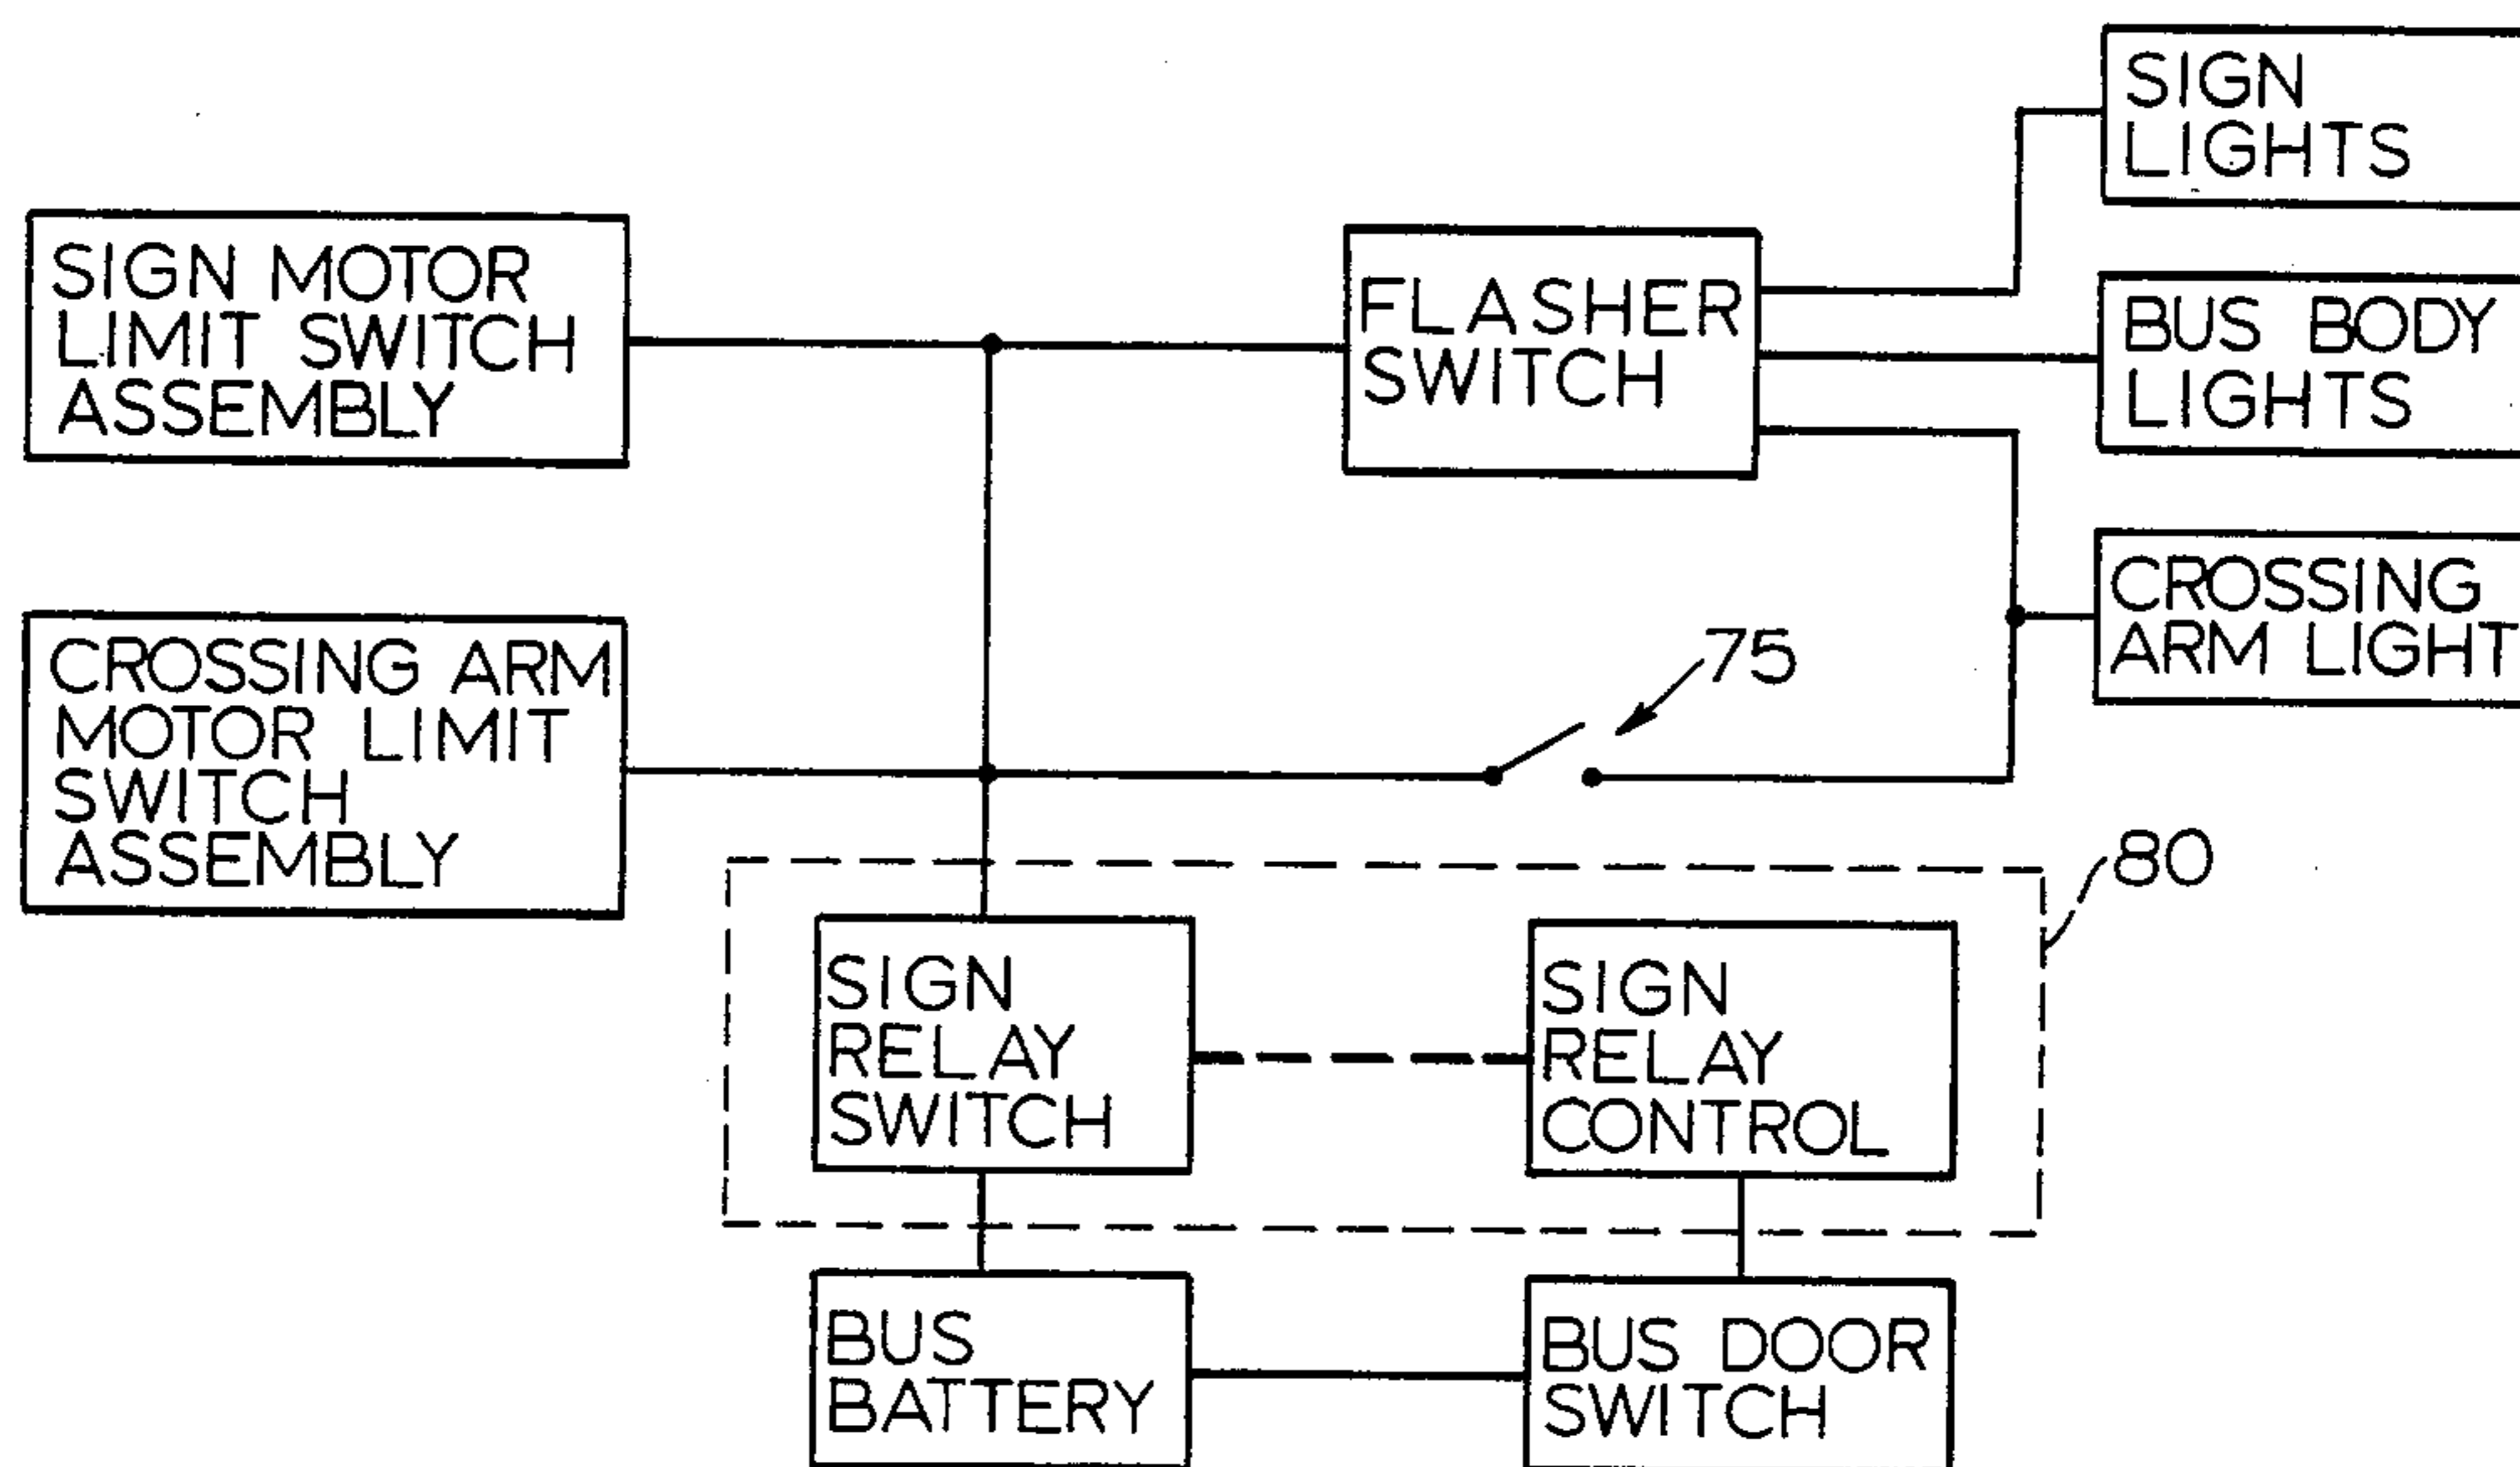 SIGN
LIGHTS
SIGN MOTOR
LIMIT SWITCH
ASSEMBLY
FLASHER
SWITCH
BUS BODY
LIGHTS
CROSSING ARM
MOTOR LIMIT
SWITCH
ASSEMBLY
75
CROSSING
ARM LIGHT
80
SIGN
RELAY
SWITCH
SIGN
RELAY
CONTROL
BUS
BATTERY
BUS DOOR
SWITCH